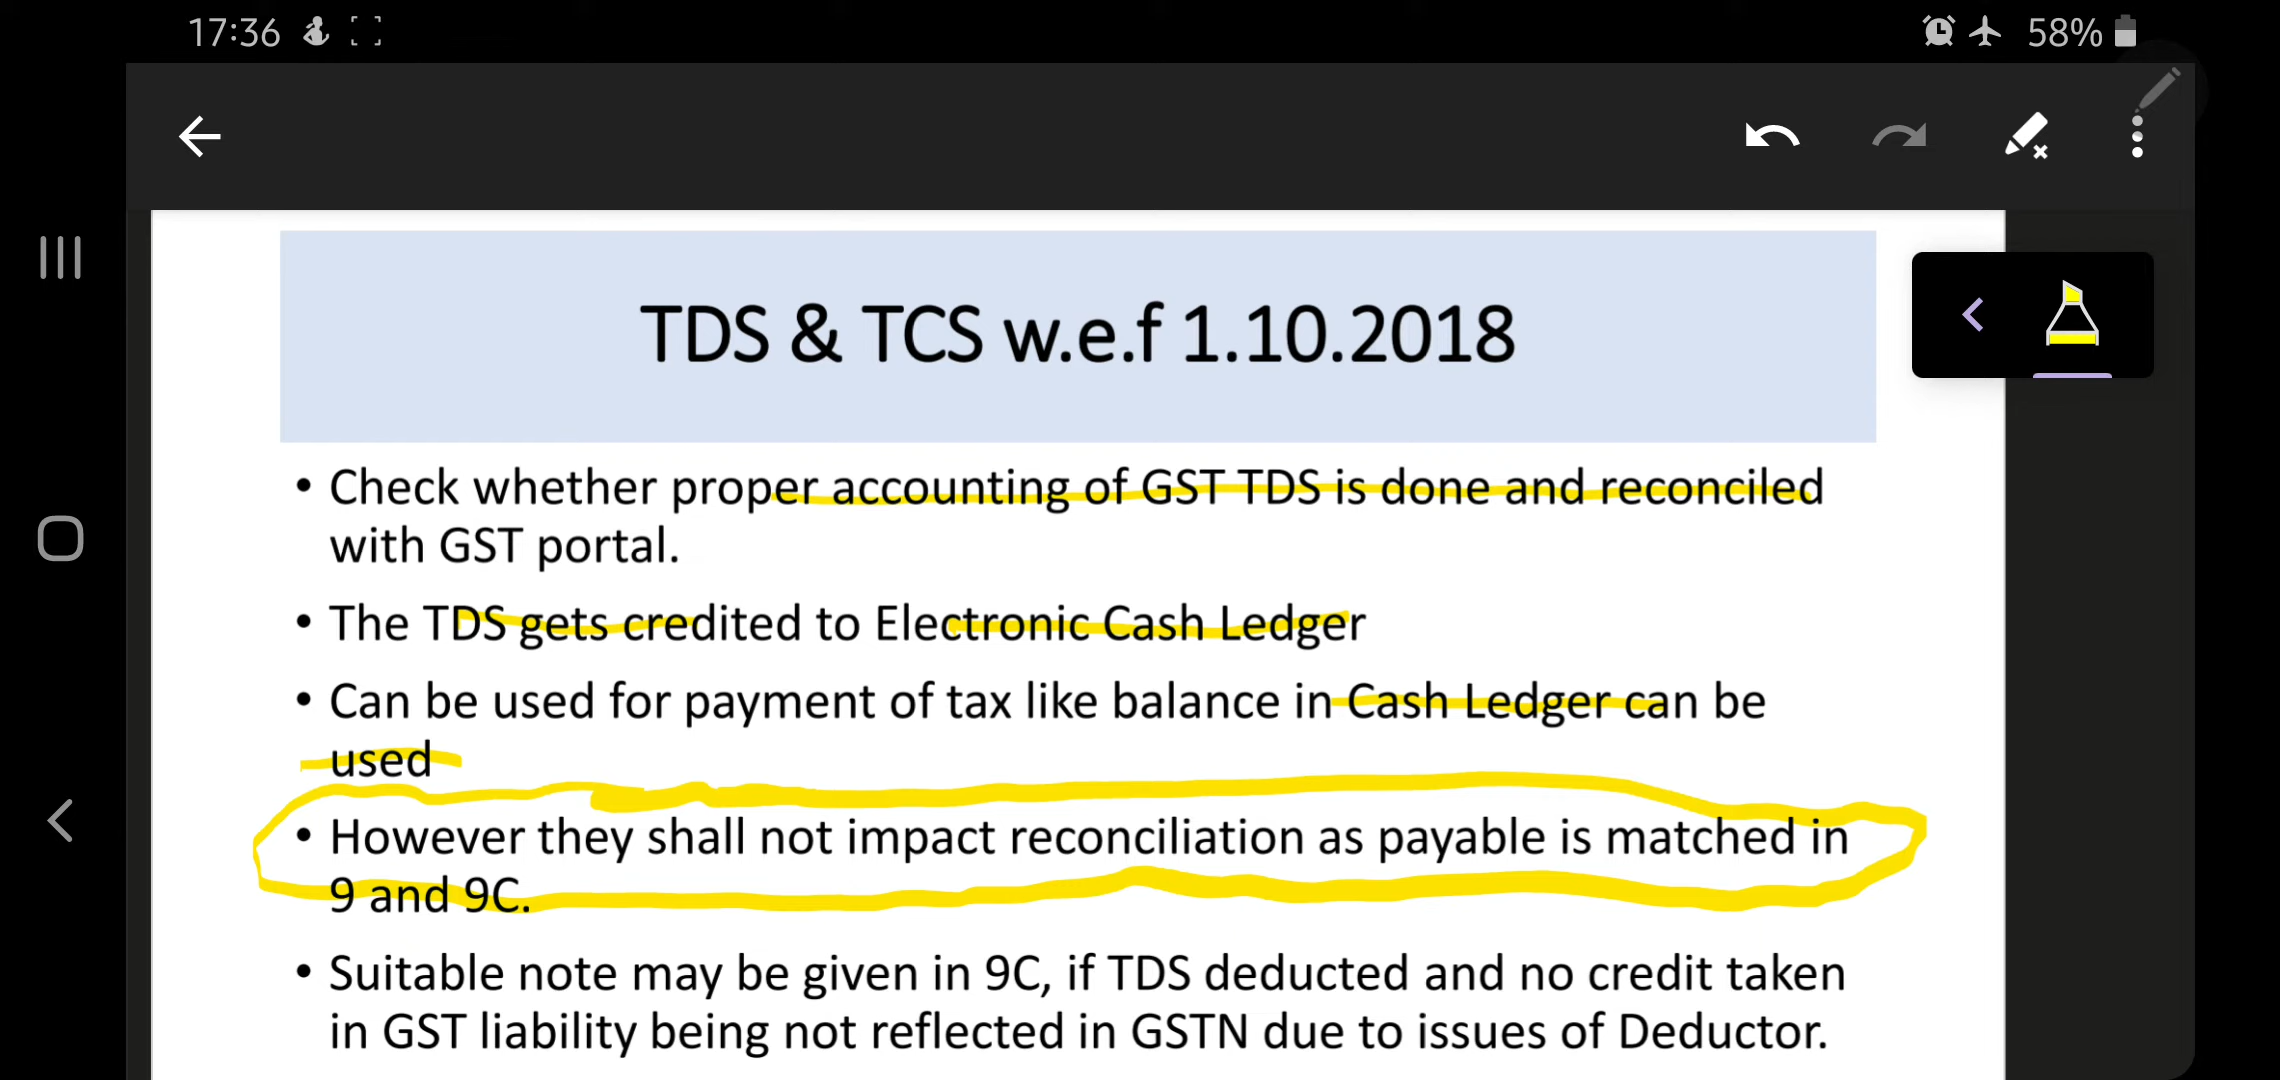 17:36
58%
TDS & TCS w.e.f 1.10.2018
• Check whether proper accounting of GST TDS is done and reconciled
with GST portal.
• The TDS gets credited to Electronic Cash Ledger
• Can be used for payment of tax like balance in Cash Ledger can be
used
• However they shall not impact reconciliation as payable is matched in
9 and 9C.
• Suitable note may be given in 9C, if TDS deducted and no credit taken
in GST liability being not reflected in GSTN due to issues of Deductor.